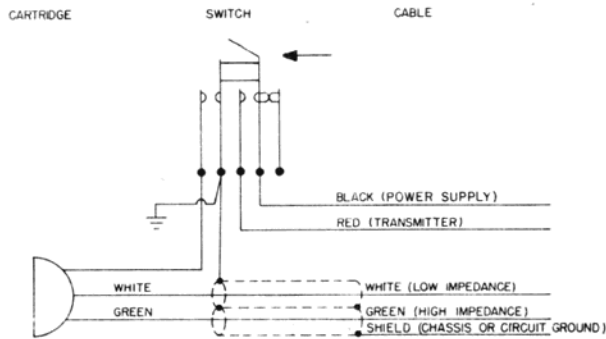 CARTRIDGE SWITCH CABLE
BLACK (POWER SUPPLY)
RED (TRANSMITTER)
WHITE WHITE (LOW IMPEDANCE)
GREEN GREEN (HIGH IMPEDANCE)
SHIELD (CHASSIS OR CIRCUIT GROUND)